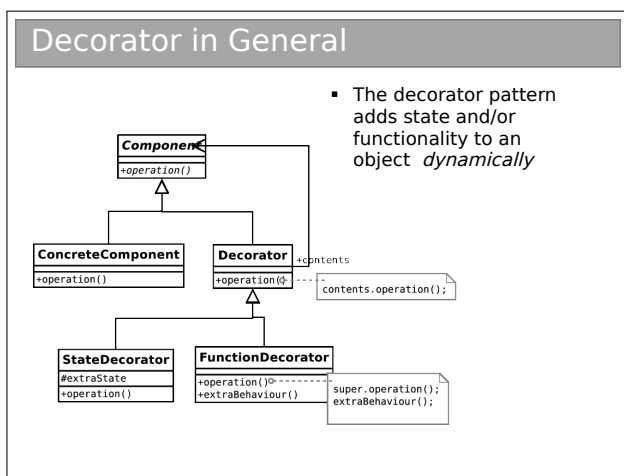 Decorator in General
▪ The decorator pattern
adds state and/or
functionality to an
object dynamically
Component
+operation()
ConcreteComponent
+operation()
Decorator
+operation()
+contents
contents.operation();
StateDecorator
#extraState
+operation()
FunctionDecorator
+operation()
+extraBehaviour()
super.operation();
extraBehaviour();